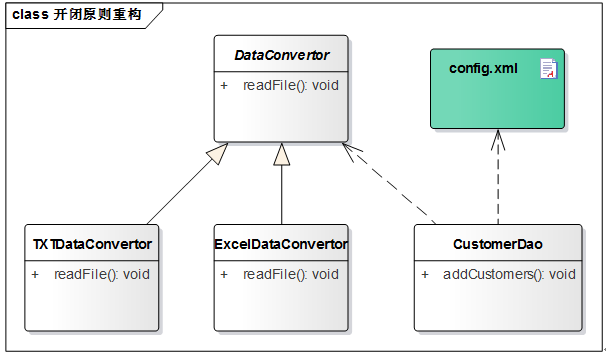 class 开闭原则重构
DataConvertor
+ readFile(): void
config.xml
TXTDataConvertor
+ readFile(): void
ExcelDataConvertor
+ readFile(): void
CustomerDao
+ addCustomers(): void